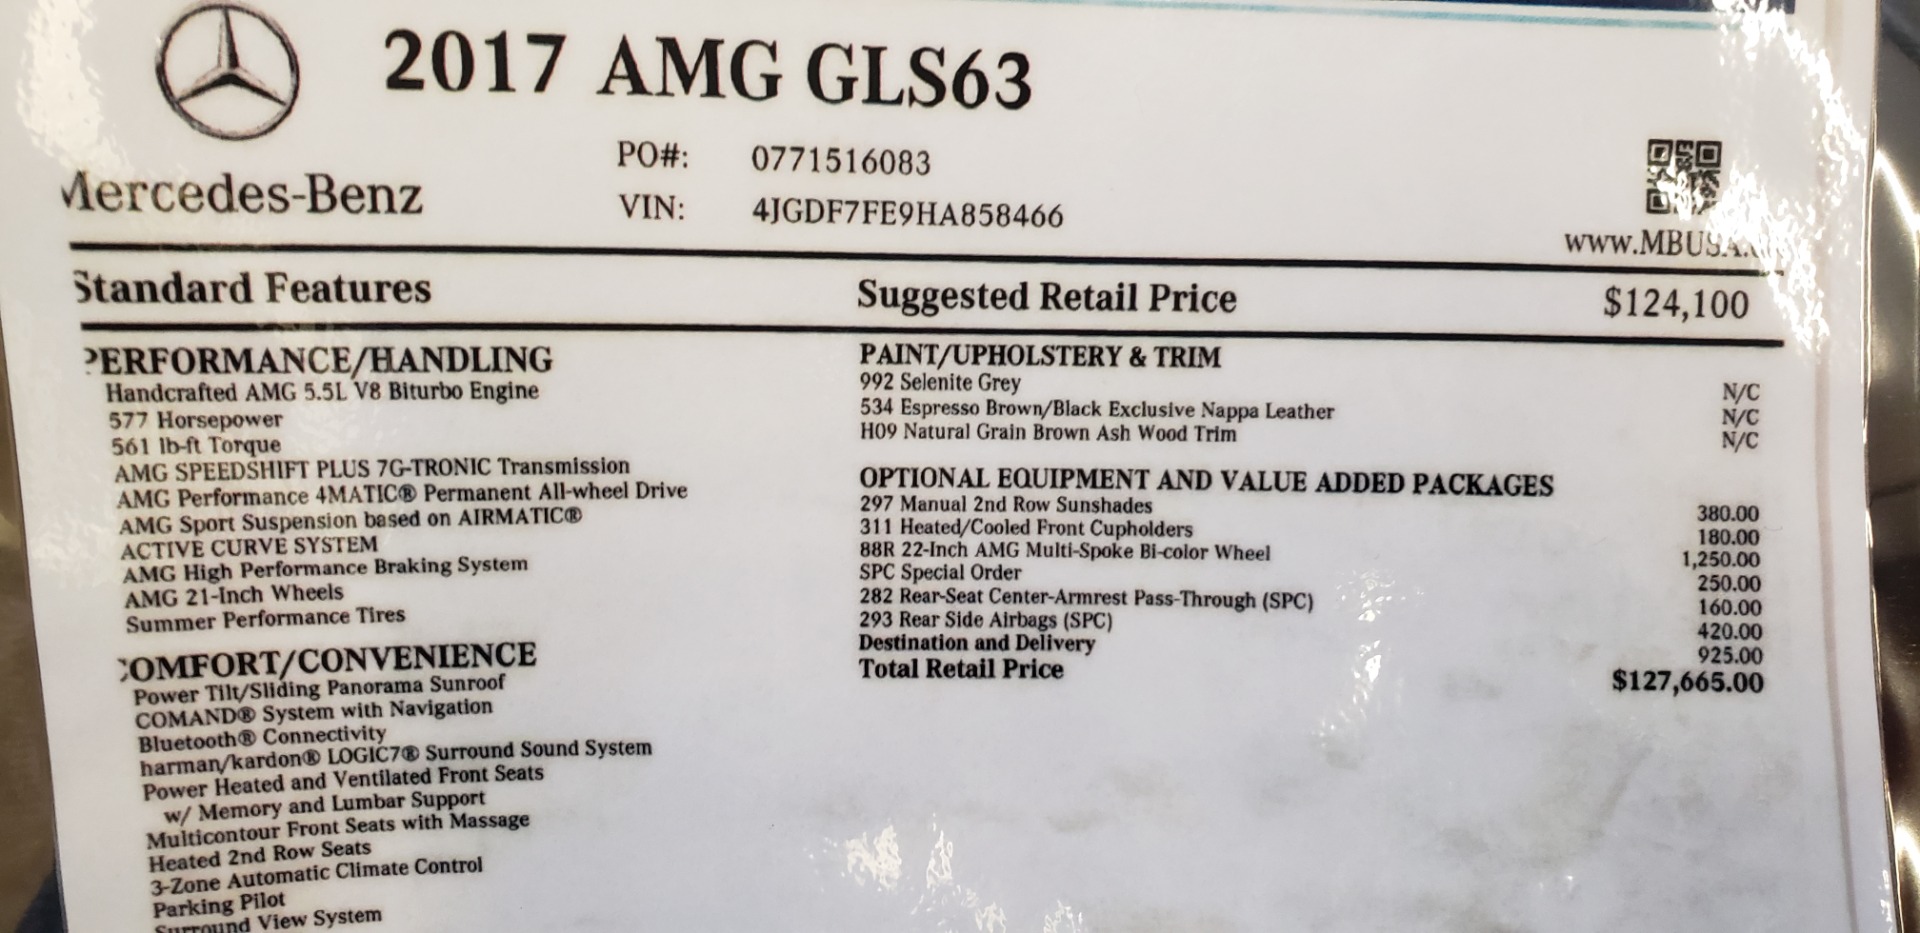 2017 AMG GLS63
Mercedes-Benz
PO#: 0771516083
VIN: 4JGDF7FE9HA858466
www.MBUSA.
Standard Features
PERFORMANCE/HANDLING
Handcrafted AMG 5.5L V8 Biturbo Engine
577 Horsepower
561 lb-ft Torque
AMG SPEEDSHIFT PLUS 7G-TRONIC Transmission
AMG Performance 4MATIC® Permanent All-wheel Drive
AMG Sport Suspension based on AIRMATIC®
ACTIVE CURVE SYSTEM
AMG High Performance Braking System
AMG 21-Inch Wheels
Summer Performance Tires
COMFORT/CONVENIENCE
Power Tilt/Sliding Panorama Sunroof
COMAND® System with Navigation
Bluetooth® Connectivity
harman/kardon® LOGIC7® Surround Sound System
Power Heated and Ventilated Front Seats
w/ Memory and Lumbar Support
Multicontour Front Seats with Massage
Heated 2nd Row Seats
3-Zone Automatic Climate Control
Parking Pilot
Surround View System
Suggested Retail Price $124,100
PAINT/UPHOLSTERY & TRIM
992 Selenite Grey N/C
534 Espresso Brown/Black Exclusive Nappa Leather N/C
H09 Natural Grain Brown Ash Wood Trim N/C
OPTIONAL EQUIPMENT AND VALUE ADDED PACKAGES
297 Manual 2nd Row Sunshades 380.00
311 Heated/Cooled Front Cupholders 180.00
88R 22-Inch AMG Multi-Spoke Bi-color Wheel 1,250.00
SPC Special Order 250.00
282 Rear-Seat Center-Armrest Pass-Through (SPC) 160.00
293 Rear Side Airbags (SPC) 420.00
Destination and Delivery 925.00
Total Retail Price $127,665.00